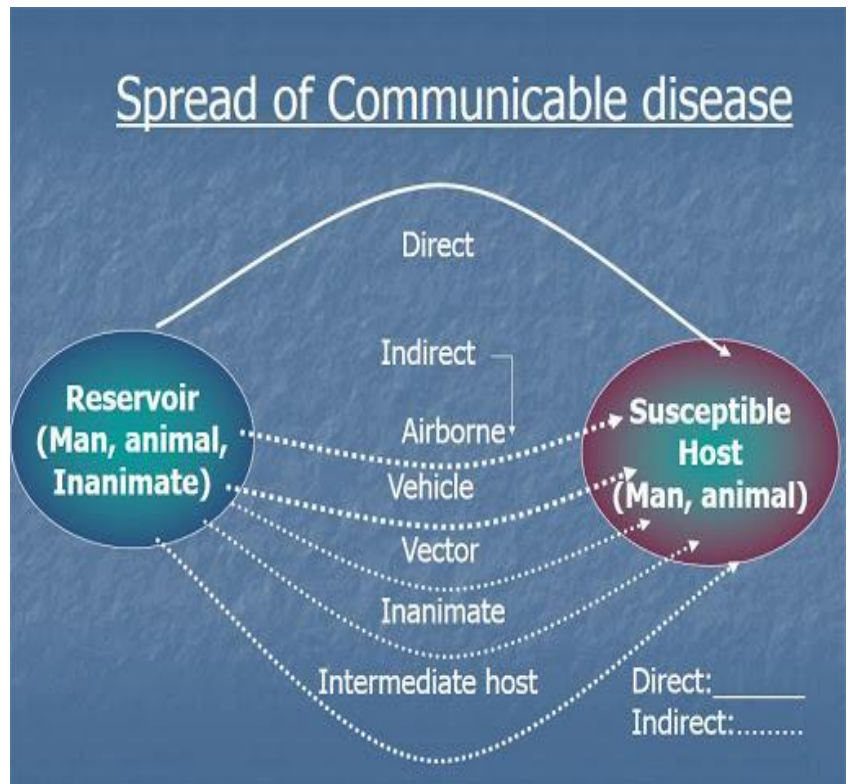 Spread of Communicable disease
Direct
Indirect
Reservoir
(Man, animal,
Inanimate)
Airborne
Vehicle
Vector
Inanimate
Intermediate host
Susceptible
Host
(Man, animal)
Direct:_______
Indirect:.........